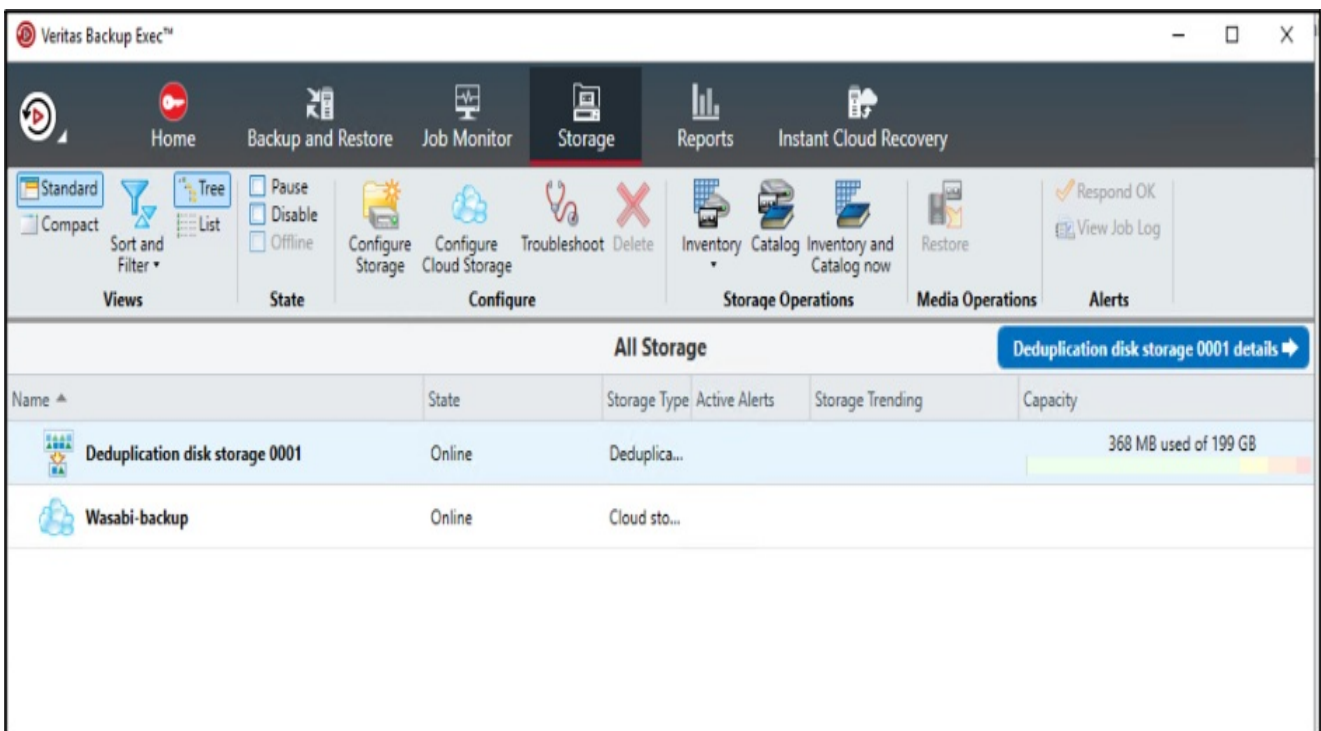 Veritas Backup Exec™
Home
Backup and Restore
Job Monitor
Storage
Reports
Instant Cloud Recovery
Standard
Compact
Sort and
Filter
Tree
List
Views
Pause
Disable
Offline
State
Configure
Storage
Configure
Cloud Storage
Troubleshoot
Delete
Configure
Inventory
Catalog
Inventory and
Catalog now
Storage Operations
Restore
Media Operations
Respond OK
View Job Log
Alerts
All Storage
Deduplication disk storage 0001 details
Name State Storage Type Active Alerts Storage Trending Capacity
Deduplication disk storage 0001 Online Deduplica... 368 MB used of 199 GB
Wasabi-backup Online Cloud sto...